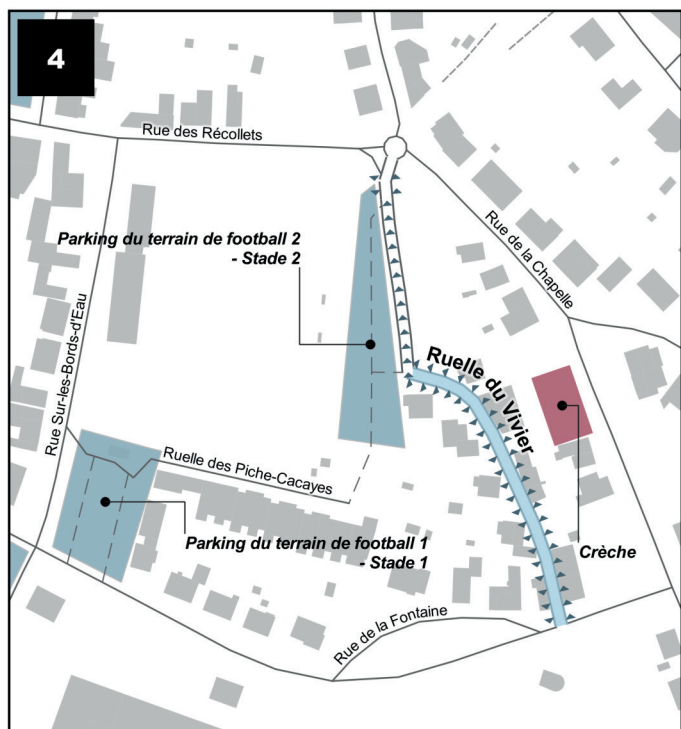 4
Rue des Récollets
Parking du terrain de football 2
- Stade 2
Rue de la Chapelle
Rue Sur-les-Bords-d'Eau
Ruelle du Vivier
Ruelle des Piche-Cacayes
Parking du terrain de football 1
- Stade 1
Crèche
Rue de la Fontaine